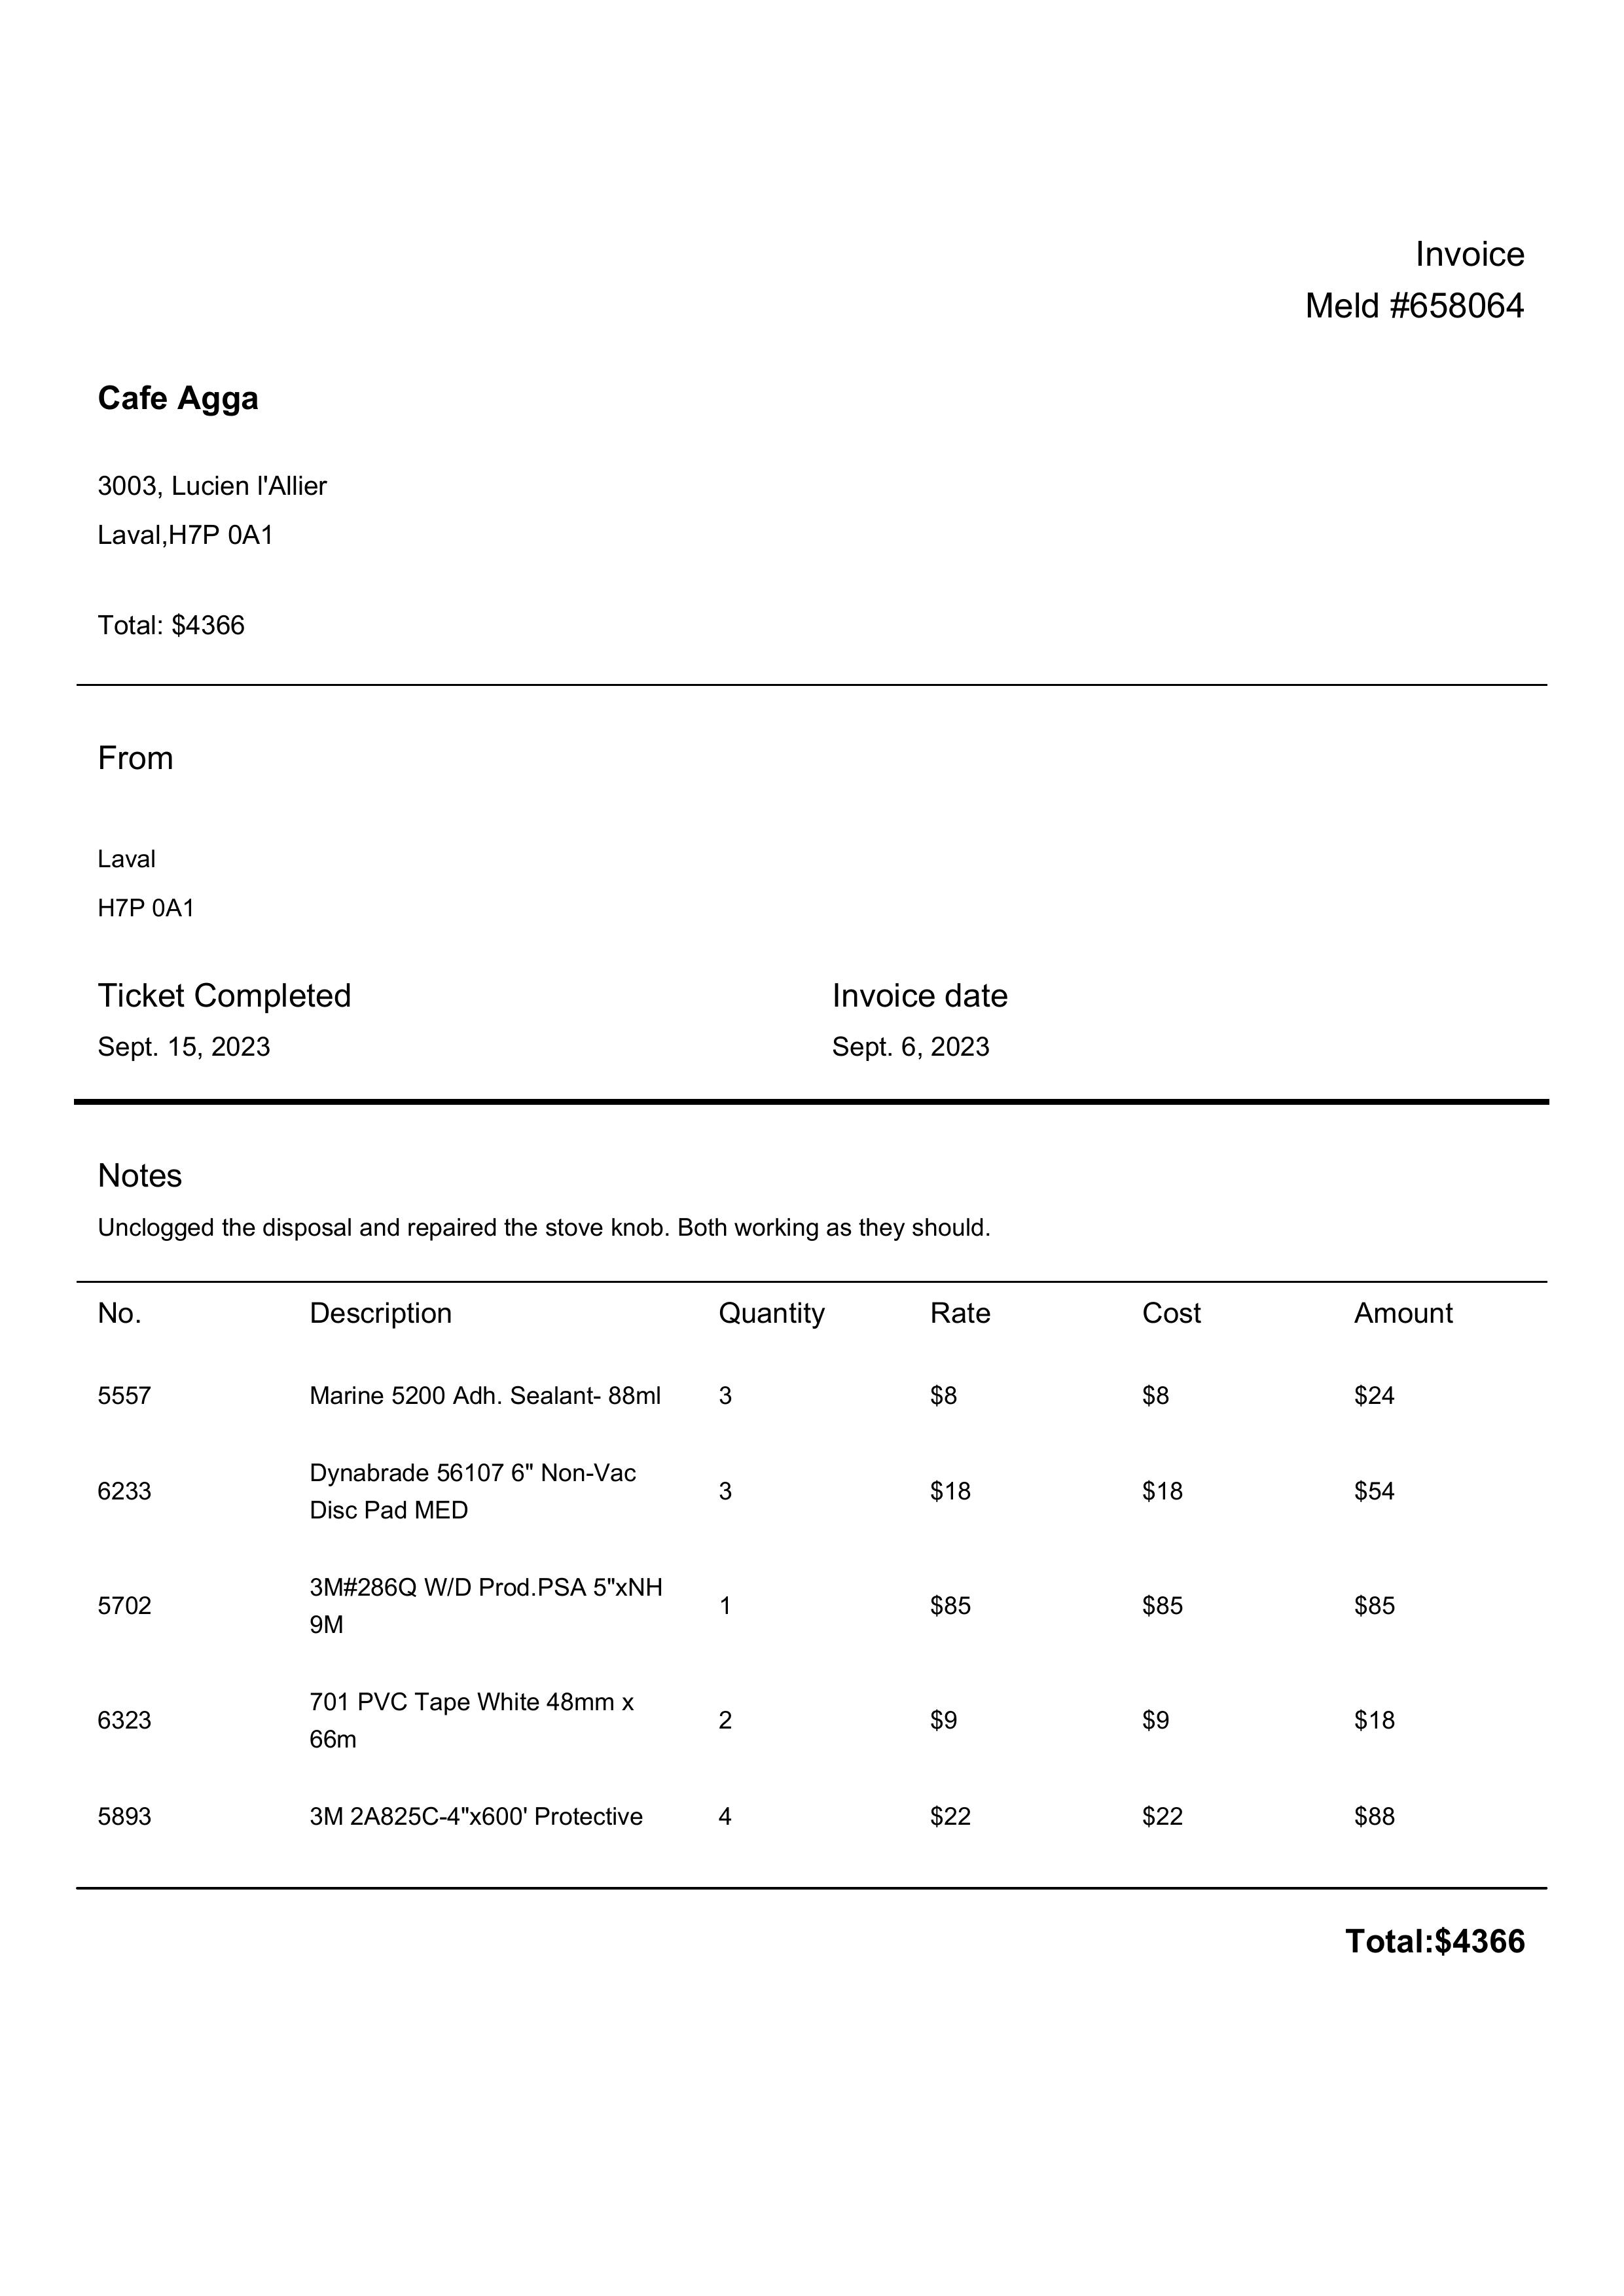 Invoice
Meld #658064
Cafe Agga
3003, Lucien l'Allier
Laval,H7P 0A1
Total: $4366
From
Laval
H7P 0A1
Ticket Completed Invoice date
Sept. 15, 2023 Sept. 6, 2023
Notes
Unclogged the disposal and repaired the stove knob. Both working as they should.
No. Description Quantity Rate Cost Amount
5557 Marine 5200 Adh. Sealant- 88ml 3 $8 $8 $24
Dynabrade 56107 6" Non-Vac
6233 3 $18 $18 $54
Disc Pad MED
3M#286Q W/D Prod.PSA 5"xNH
5702 1 $85 $85 $85
9M
701 PVC Tape White 48mm x
6323 2 $9 $9 $18
66m
5893 3M 2A825C-4"x600' Protective 4 $22 $22 $88
Total:$4366